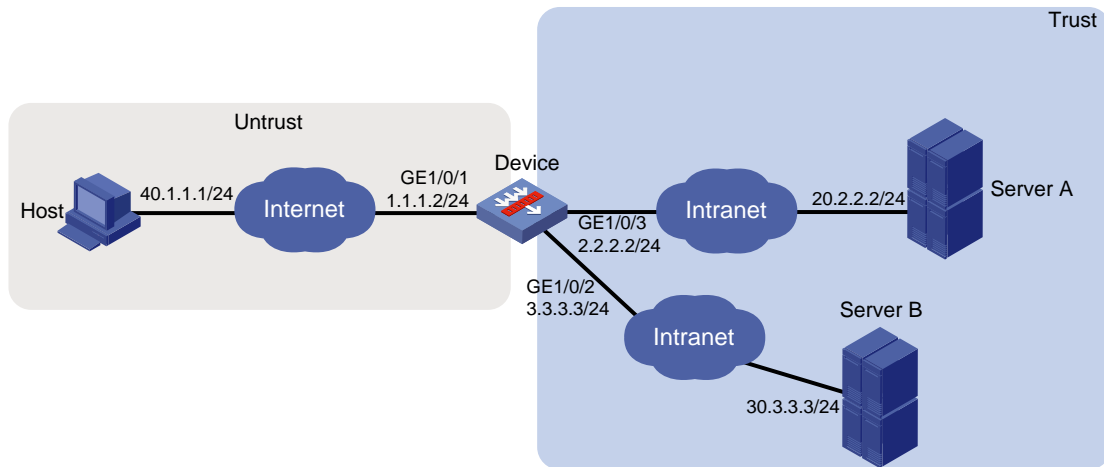 Trust
Untrust
Device
GE1/0/1
1.1.1.2/24
40.1.1.1/24
Host
Internet
Intranet
20.2.2.2/24
Server A
GE1/0/3
2.2.2.2/24
GE1/0/2
3.3.3.3/24
Server B
Intranet
30.3.3.3/24